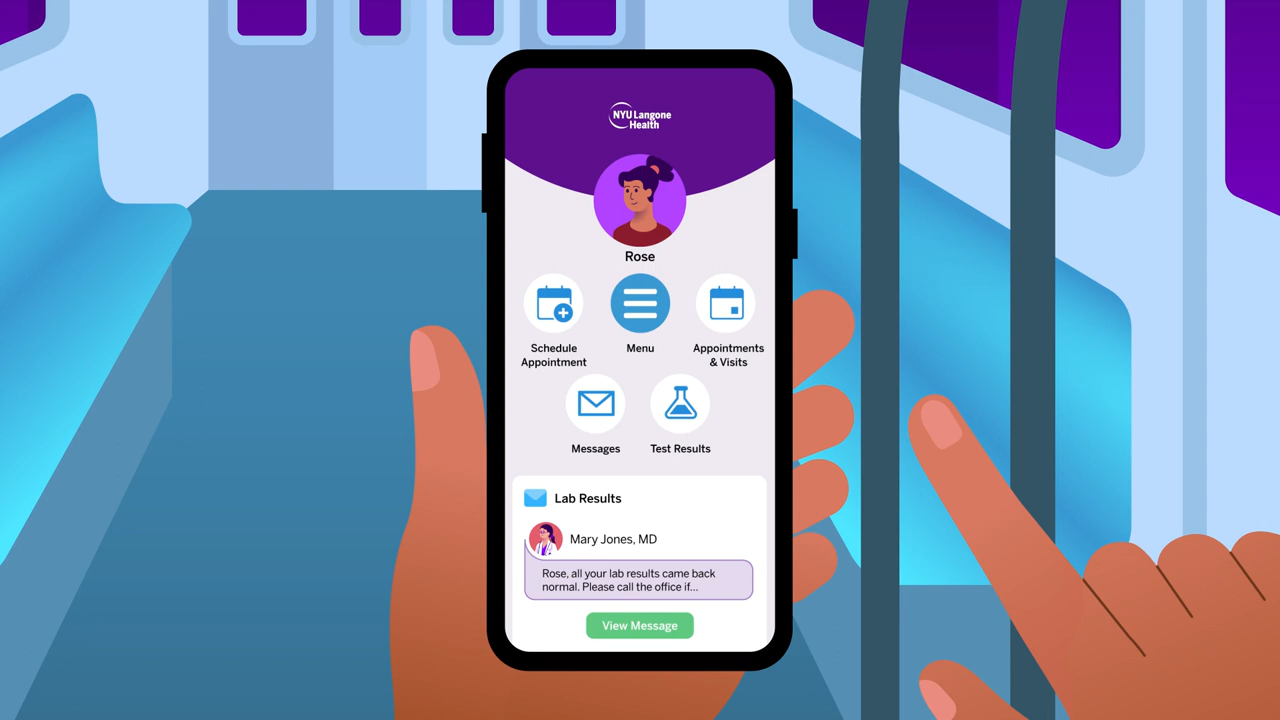 NYU Langone
Health
Rose
Schedule
Appointment
Menu
Appointments
& Visits
Messages
Test Results
Lab Results
Mary Jones, MD
Rose, all your lab results came back
normal. Please call the office if...
View Message